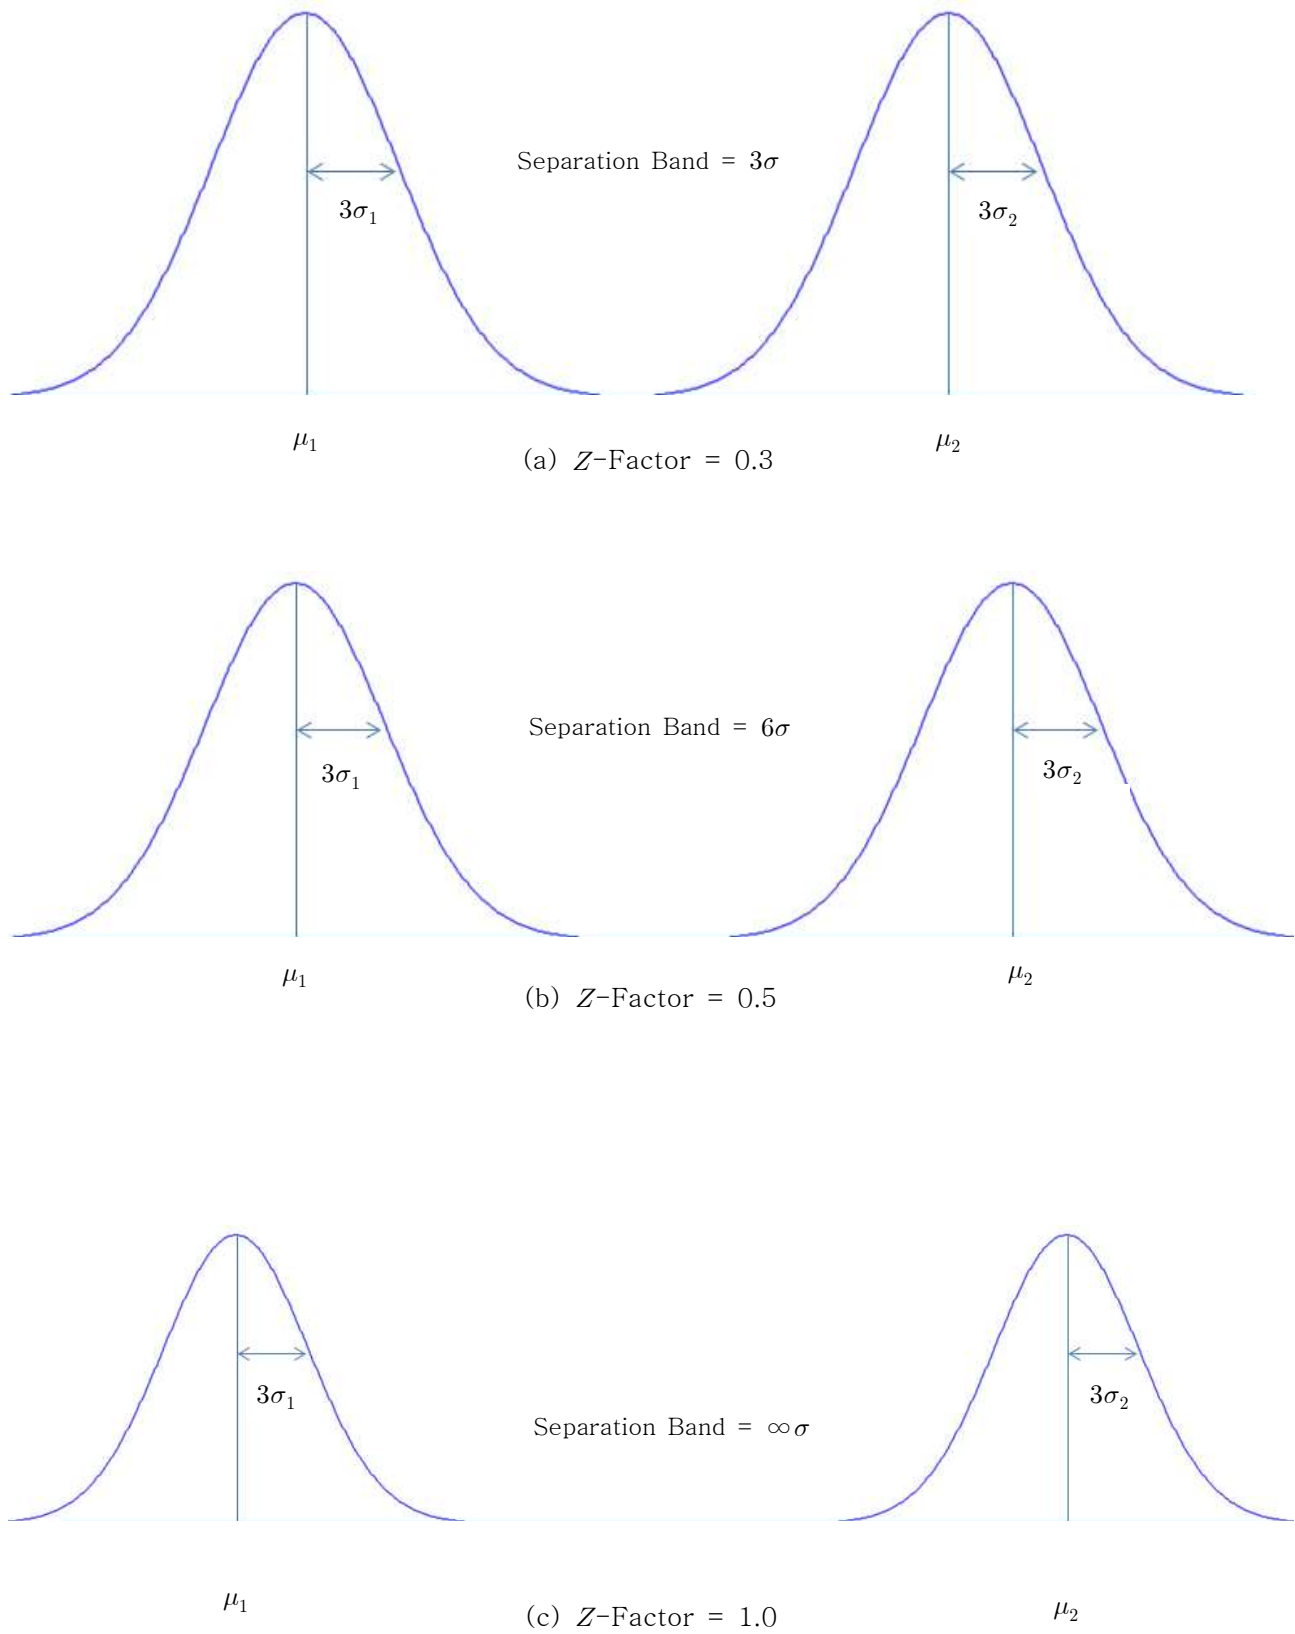 Separation Band = 3σ
3σ₁
3σ₂
μ₁
μ₂
(a) Z-Factor = 0.3
Separation Band = 6σ
3σ₁
3σ₂
μ₁
μ₂
(b) Z-Factor = 0.5
3σ₁
3σ₂
Separation Band = ∞σ
μ₁
μ₂
(c) Z-Factor = 1.0